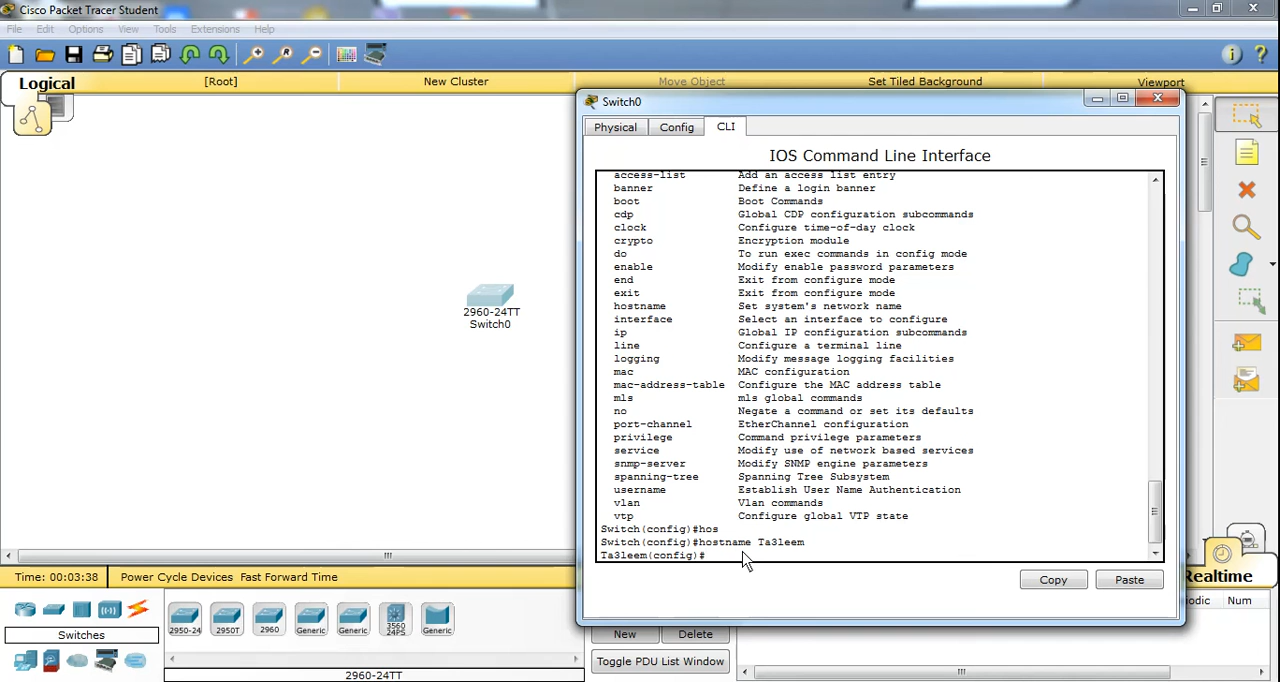 Cisco Packet Tracer Student
File Edit Options View Tools Extensions Help
Logical [Root] New Cluster Move Object Set Tiled Background Viewport
2960-24TT
Switch0
Switch0
Physical Config CLI
IOS Command Line Interface
access-list Add an access list entry
banner Define a login banner
boot Boot Commands
cdp Global CDP configuration subcommands
clock Configure time-of-day clock
crypto Encryption module
do To run exec commands in config mode
enable Modify enable password parameters
end Exit from configure mode
exit Exit from configure mode
hostname Set system's network name
interface Select an interface to configure
ip Global IP configuration subcommands
line Configure a terminal line
logging Modify message logging facilities
mac MAC configuration
mac-address-table Configure the MAC address table
mls mls global commands
no Negate a command or set its defaults
port-channel EtherChannel configuration
privilege Command privilege parameters
service Modify use of network based services
snmp-server Modify SNMP engine parameters
spanning-tree Spanning Tree Subsystem
username Establish User Name Authentication
vlan Vlan commands
vtp Configure global VTP state
Switch(config)#hos
Switch(config)#hostname Ta3leem
Ta3leem(config)#
Copy Paste
Time: 00:03:38 Power Cycle Devices Fast Forward Time Realtime
Switches
2950-24 2950T 2960 Generic Generic 3560 24PS Generic
2960-24TT
New Delete
Toggle PDU List Window
odic Num